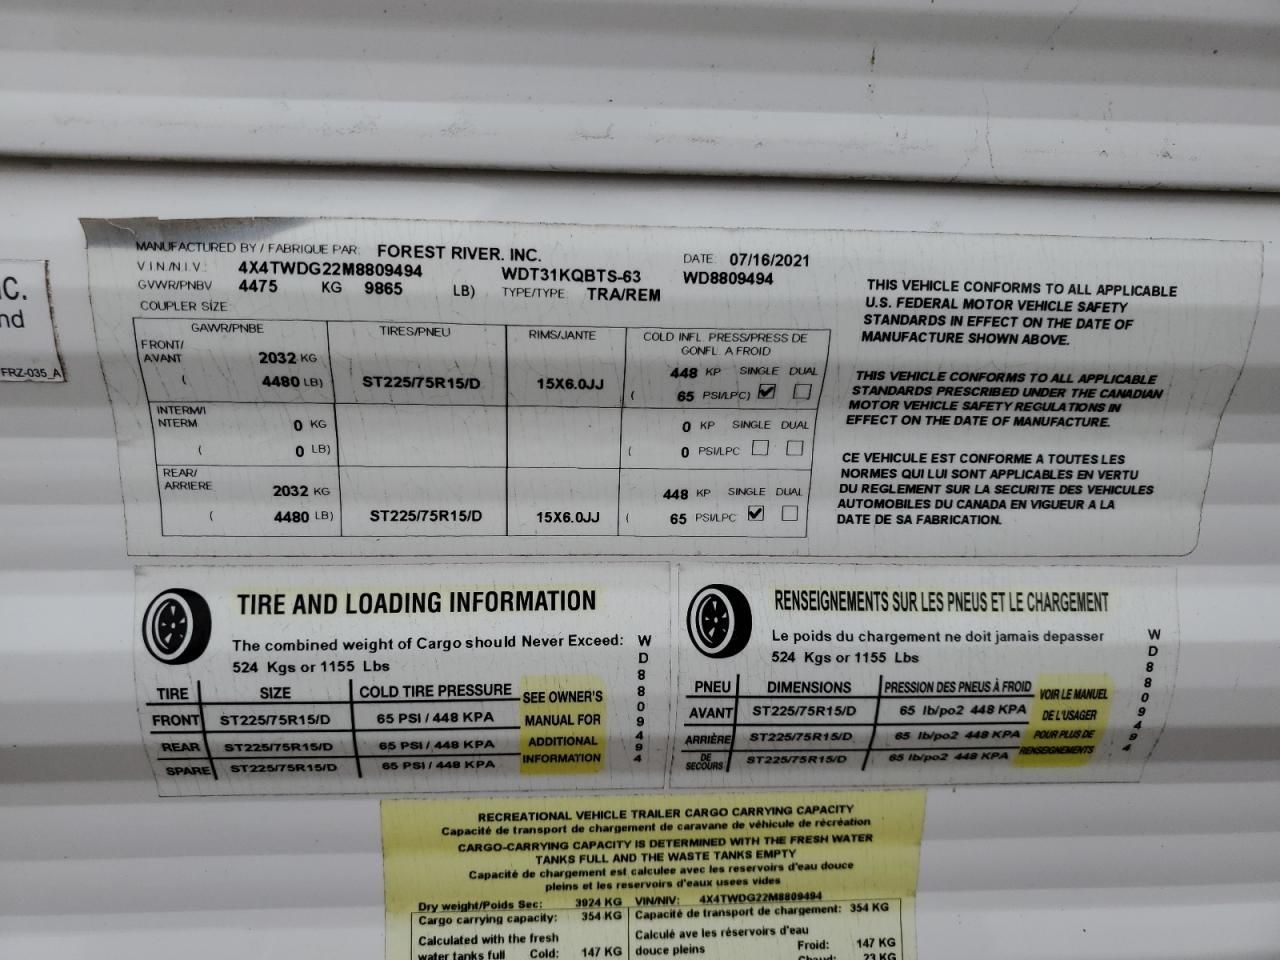 C.
nd
FRZ-035_A
MANUFACTURED BY / FABRIQUE PAR: FOREST RIVER. INC. DATE: 07/16/2021
V I N./N.I.V.: 4X4TWDG22M8809494 WDT31KQBTS-63 WD8809494
GVWR/PNBV 4475 KG 9865 LB) TYPE/TYPE TRA/REM
COUPLER SIZE
GAWR/PNBE TIRES/PNEU RIMS/JANTE COLD INFL. PRESS/PRESS DE GONFL. A FROID
FRONT/ AVANT 2032 KG 448 KP SINGLE DUAL
( 4480 LB) ST225/75R15/D 15X6.0JJ ( 65 PSI/LPC)
INTERM/I NTERM 0 KG 0 KP SINGLE DUAL
( 0 LB) ( 0 PSI/LPC
REAR/ ARRIERE 2032 KG 448 KP SINGLE DUAL
( 4480 LB) ST225/75R15/D 15X6.0JJ ( 65 PSI/LPC
THIS VEHICLE CONFORMS TO ALL APPLICABLE
U.S. FEDERAL MOTOR VEHICLE SAFETY
STANDARDS IN EFFECT ON THE DATE OF
MANUFACTURE SHOWN ABOVE.
THIS VEHICLE CONFORMS TO ALL APPLICABLE
STANDARDS PRESCRIBED UNDER THE CANADIAN
MOTOR VEHICLE SAFETY REGULATIONS IN
EFFECT ON THE DATE OF MANUFACTURE.
CE VEHICULE EST CONFORME A TOUTES LES
NORMES QUI LUI SONT APPLICABLES EN VERTU
DU REGLEMENT SUR LA SECURITE DES VEHICULES
AUTOMOBILES DU CANADA EN VIGUEUR A LA
DATE DE SA FABRICATION.
TIRE AND LOADING INFORMATION
The combined weight of Cargo should Never Exceed:
524 Kgs or 1155 Lbs
TIRE SIZE COLD TIRE PRESSURE
FRONT ST225/75R15/D 65 PSI / 448 KPA
REAR ST225/75R15/D 65 PSI / 448 KPA
SPARE ST225/75R15/D 65 PSI / 448 KPA
SEE OWNER'S
MANUAL FOR
ADDITIONAL
INFORMATION
WD8809494
RENSEIGNEMENTS SUR LES PNEUS ET LE CHARGEMENT
Le poids du chargement ne doit jamais depasser
524 Kgs or 1155 Lbs
PNEU DIMENSIONS PRESSION DES PNEUS À FROID
AVANT ST225/75R15/D 65 lb/po2 448 KPA
ARRIÈRE ST225/75R15/D 65 lb/po2 448 KPA
DE SECOURS ST225/75R15/D 65 lb/po2 448 KPA
VOIR LE MANUEL
DE L'USAGER
POUR PLUS DE
RENSEIGNEMENTS
WD8809494
RECREATIONAL VEHICLE TRAILER CARGO CARRYING CAPACITY
Capacité de transport de chargement de caravane de véhicule de récréation
CARGO-CARRYING CAPACITY IS DETERMINED WITH THE FRESH WATER
TANKS FULL AND THE WASTE TANKS EMPTY
Capacité de chargement est calculee avec les reservoirs d'eau douce
pleins et les reservoirs d'eaux usees vides
Dry weight/Poids Sec: 3924 KG VIN/NIV: 4X4TWDG22M8809494
Cargo carrying capacity: 354 KG Capacité de transport de chargement: 354 KG
Calculated with the fresh Calculé ave les réservoirs d'eau
water tanks full Cold: 147 KG douce pleins Froid: 147 KG
Chaud: 23 KG